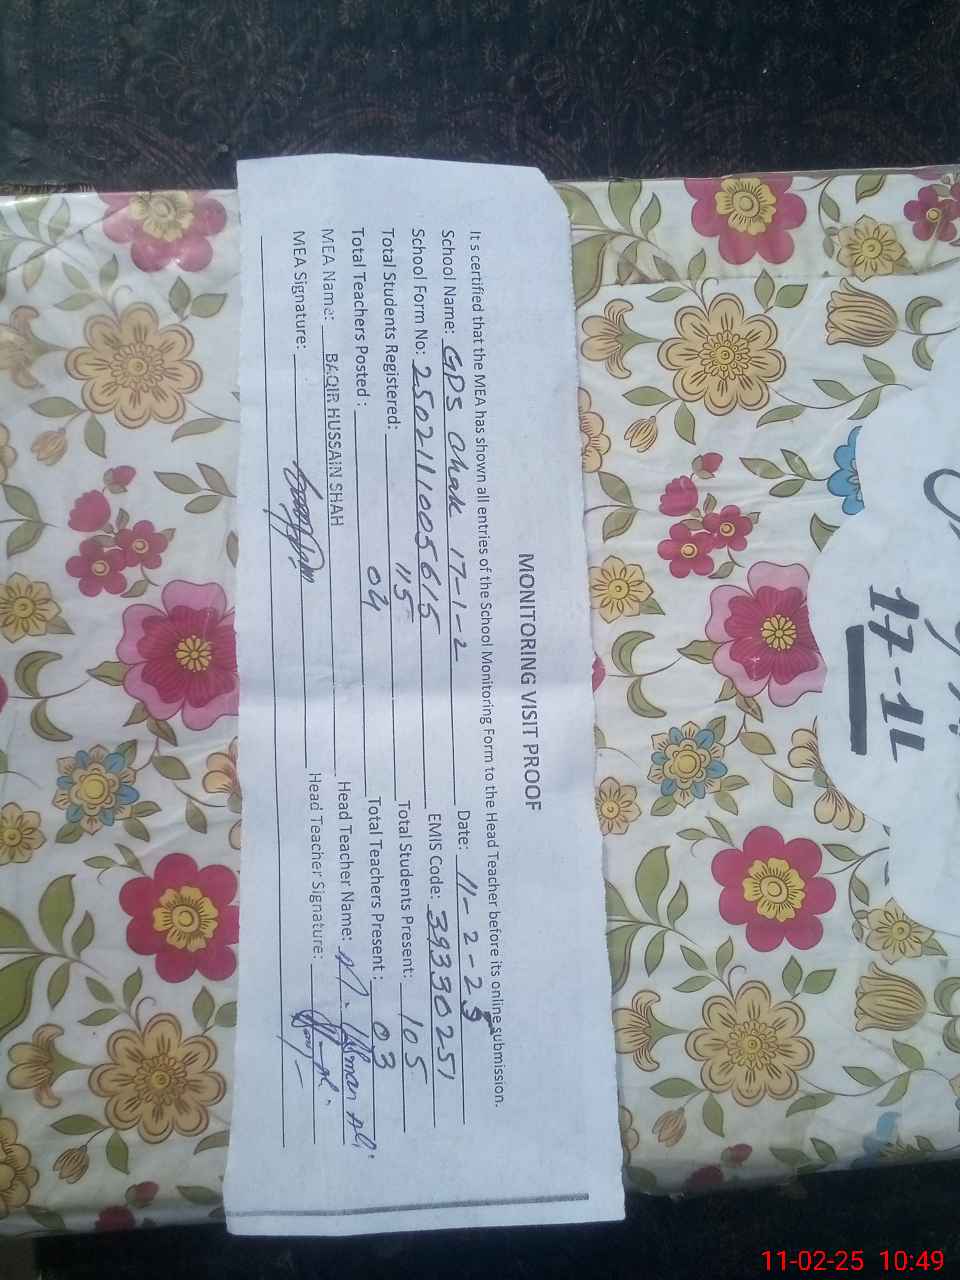 MONITORING VISIT PROOF
It s certified that the MEA has shown all entries of the School Monitoring Form to the Head Teacher before its online submission.
School Name: GPS Chak 17-1-2 Date: 11-2-25
School Form No: 2502111005615 EMIS Code: 39330251
Total Students Registered: 115 Total Students Present: 105
Total Teachers Posted: 04 Total Teachers Present: 03
MEA Name: BAQIR HUSSAIN SHAH Head Teacher Name: M. Usman Ali
MEA Signature: Head Teacher Signature:
17-1L
11-02-25 10:49